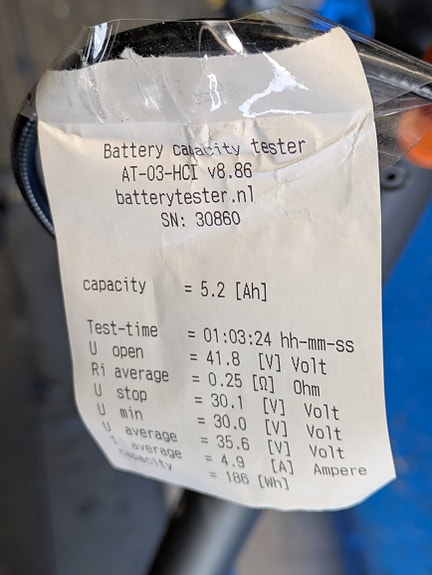 Battery capacity tester
AT-03-HCI v8.86
batterytester.nl
SN: 30860
capacity = 5.2 [Ah]
Test-time = 01:03:24 hh-mm-ss
U open = 41.8 [V] Volt
Ri average = 0.25 [Ω] Ohm
U stop = 30.1 [V] Volt
U min = 30.0 [V] Volt
U average = 35.6 [V] Volt
I average = 4.9 [A] Ampere
capacity = 186 [Wh]